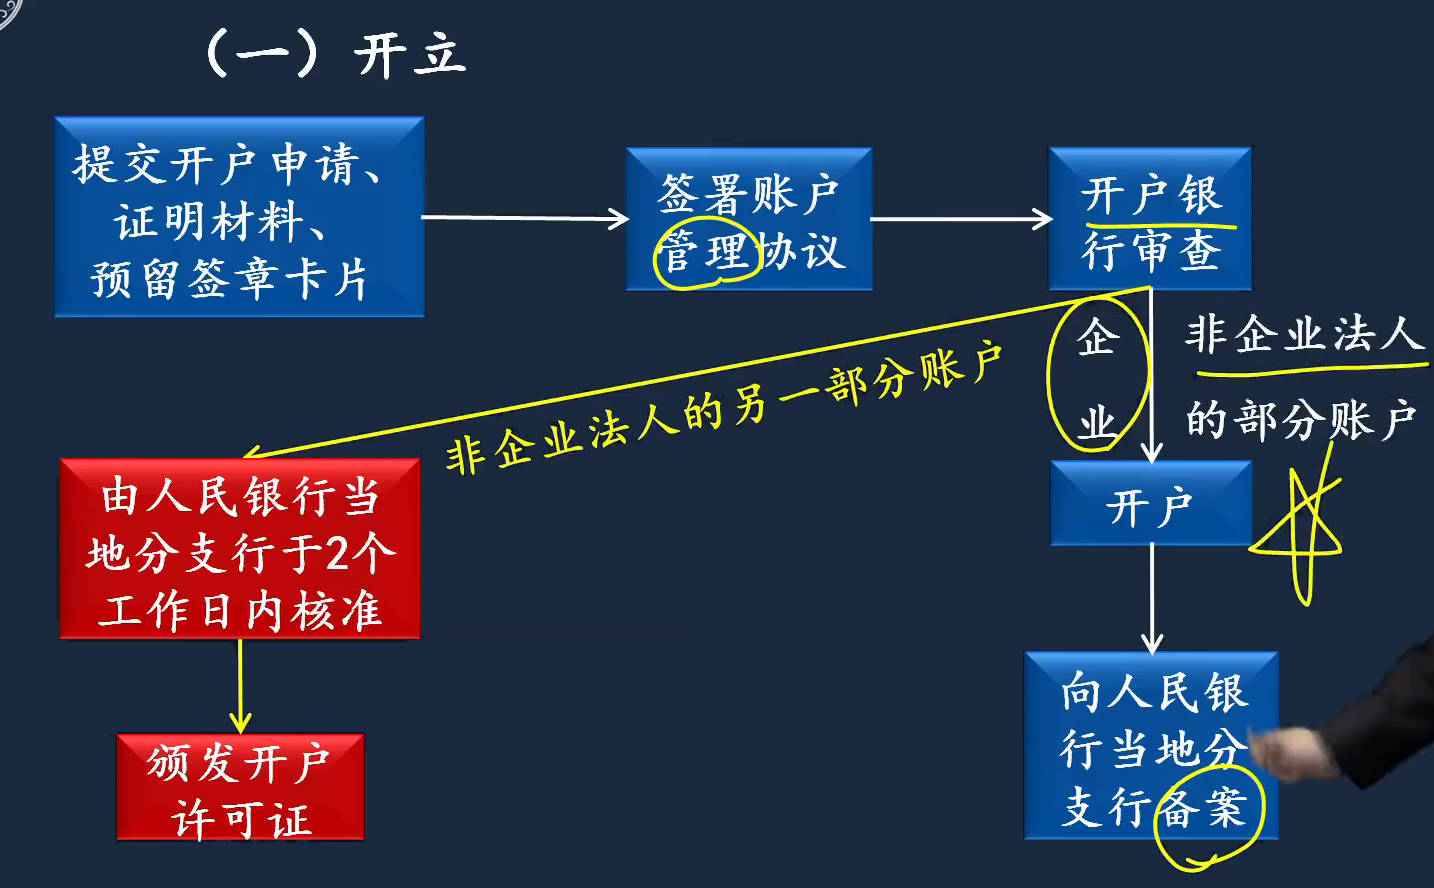 （一）开立
提交开户申请、
证明材料、
预留签章卡片
签署账户
管理协议
开户银
行审查
企
业
非企业法人
的部分账户
非企业法人的另一部分账户
由人民银行当
地分支行于2个
工作日内核准
开户
颁发开户
许可证
向人民银
行当地分
支行备案